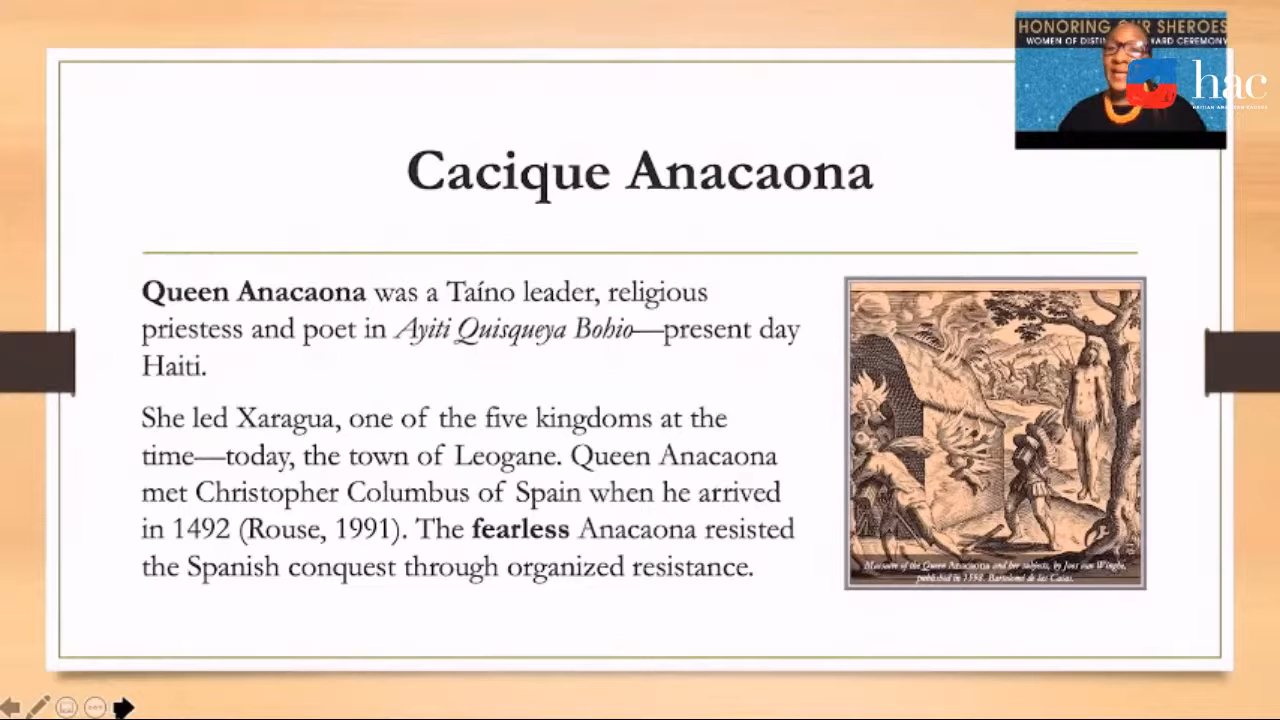 HONORING OUR SHEROES
WOMEN OF DISTIN ARD CEREMONY
hac
HAITIAN AMERICAN CAUCUS
Cacique Anacaona
Queen Anacaona was a Taíno leader, religious
priestess and poet in Ayiti Quisqueya Bohio—present day
Haiti.
She led Xaragua, one of the five kingdoms at the
time—today, the town of Leogane. Queen Anacaona
met Christopher Columbus of Spain when he arrived
in 1492 (Rouse, 1991). The fearless Anacaona resisted
the Spanish conquest through organized resistance.
Massacre of the Queen Anacaona and her subjects, by Joos van Winghe,
published in 1598. Bartolomé de las Casas.